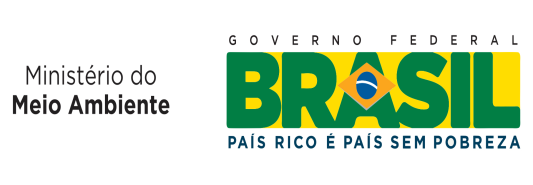 Ministério do
Meio Ambiente
GOVERNO FEDERAL
BRASIL
PAÍS RICO É PAÍS SEM POBREZA